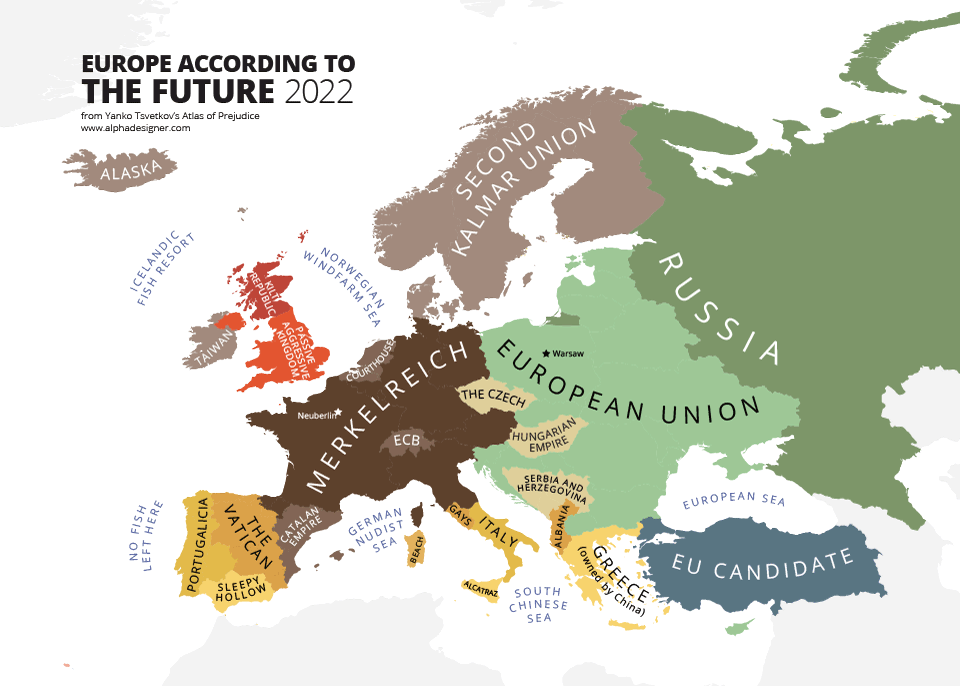 EUROPE ACCORDING TO
THE FUTURE 2022
from Yanko Tsvetkov's Atlas of Prejudice
www.alphadesigner.com
ALASKA
SECOND
KALMAR UNION
ICELANDIC
FISH RESORT
NORWEGIAN
WINDFARM SEA
KILT
REPUBLIC
TAIWAN
PASSIVE
AGGRESSIVE
KINGDOM
COURTHOUSE
RUSSIA
MERKELREICH
Neuberlin
ECB
EUROPEAN UNION
Warsaw
THE CZECH
HUNGARIAN
EMPIRE
SERBIA AND
HERZEGOVINA
EUROPEAN SEA
NO FISH
LEFT HERE
PORTUGALICIA
THE
VATICAN
SLEEPY
HOLLOW
CATALAN
EMPIRE
GERMAN
NUDIST
SEA
BEACH
GAYS
ITALY
ALCATRAZ
ALBANIA
GREECE
(owned by China)
SOUTH
CHINESE
SEA
EU CANDIDATE